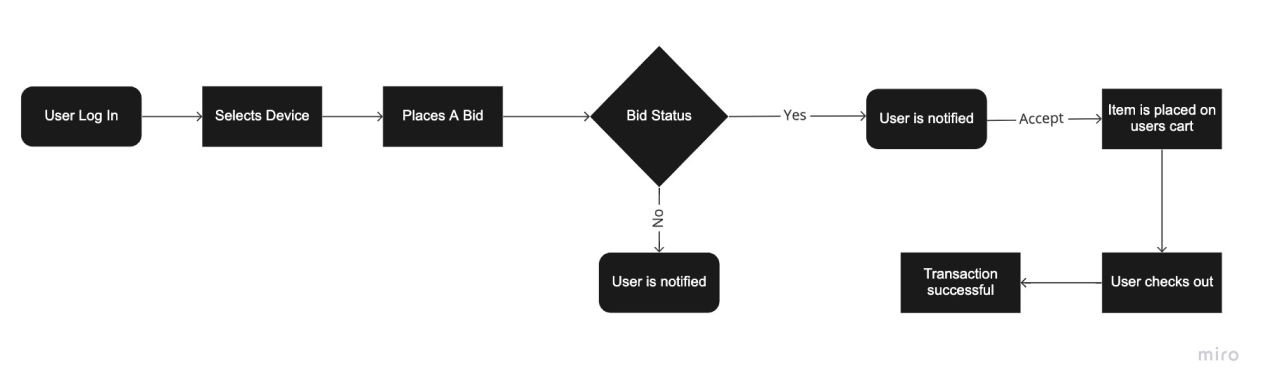 User Log In
Selects Device
Places A Bid
Bid Status
Yes
User is notified
Accept
Item is placed on
users cart
No
User is notified
Transaction
successful
User checks out
miro